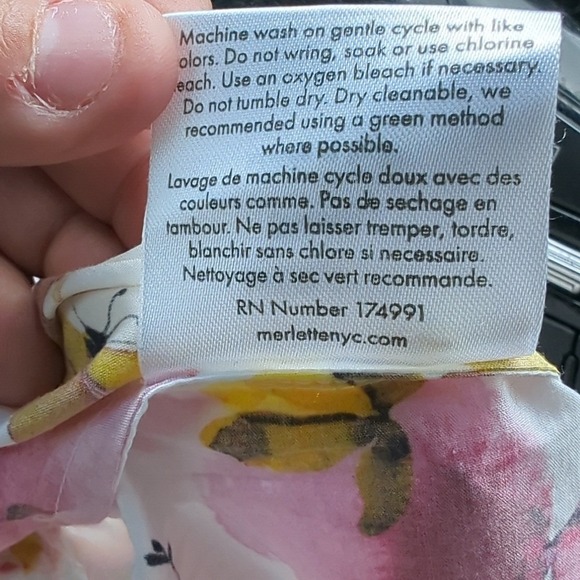 Machine wash on gentle cycle with like
olors. Do not wring, soak or use chlorine
each. Use an oxygen bleach if necessary.
Do not tumble dry. Dry cleanable, we
recommended using a green method
where possible.
Lavage de machine cycle doux avec des
couleurs comme. Pas de sechage en
tambour. Ne pas laisser tremper, tordre,
blanchir sans chlore si necessaire.
Nettoyage à sec vert recommande.
RN Number 174991
merlettenyc.com